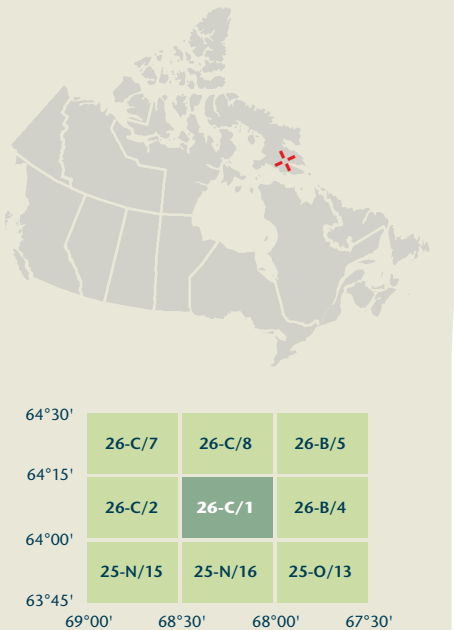 64°30'
26-C/7 26-C/8 26-B/5
64°15'
26-C/2 26-C/1 26-B/4
64°00'
25-N/15 25-N/16 25-O/13
63°45'
69°00' 68°30' 68°00' 67°30'